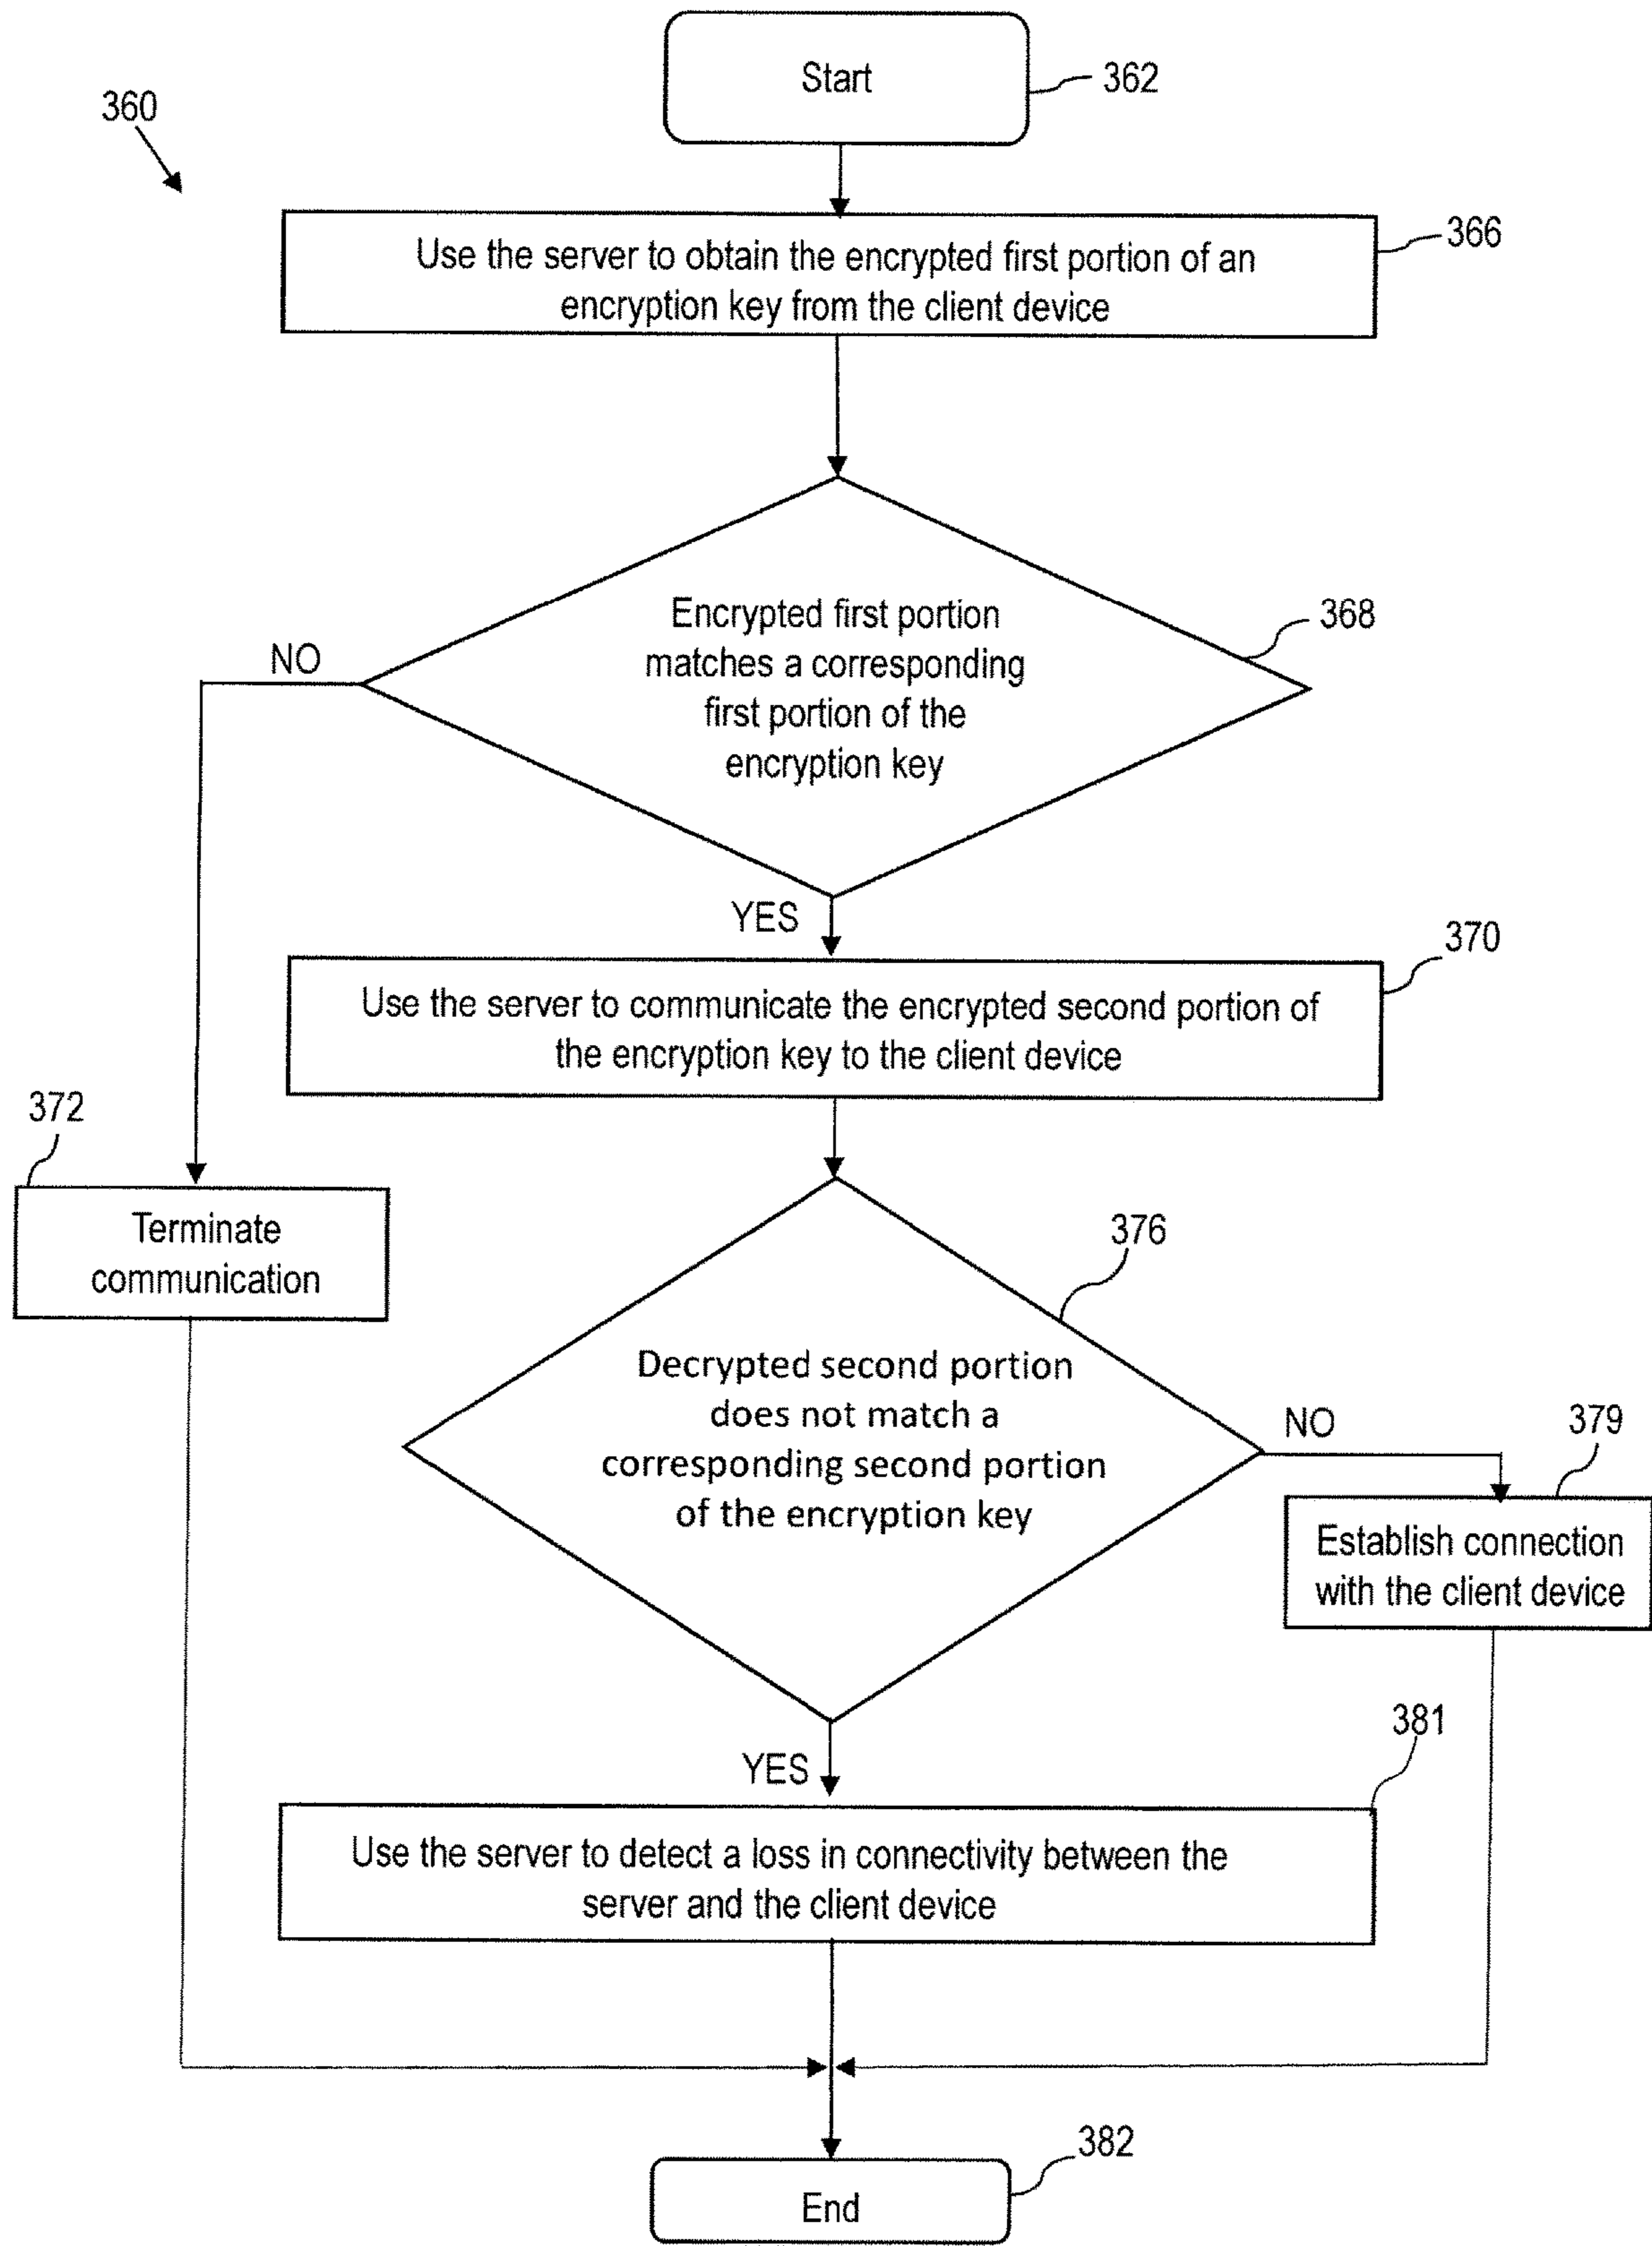 Start
362
360
Use the server to obtain the encrypted first portion of an
encryption key from the client device
366
Encrypted first portion
matches a corresponding
first portion of the
encryption key
368
NO
YES
370
Use the server to communicate the encrypted second portion of
the encryption key to the client device
372
Terminate
communication
376
Decrypted second portion
does not match a
corresponding second portion
of the encryption key
NO
379
Establish connection
with the client device
YES
381
Use the server to detect a loss in connectivity between the
server and the client device
382
End